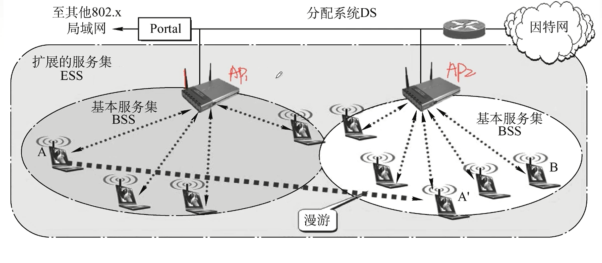 至其他802.x
局域网
Portal
分配系统DS
因特网
扩展的服务集
ESS
AP1
AP2
基本服务集
BSS
基本服务集
BSS
A
B
A'
漫游